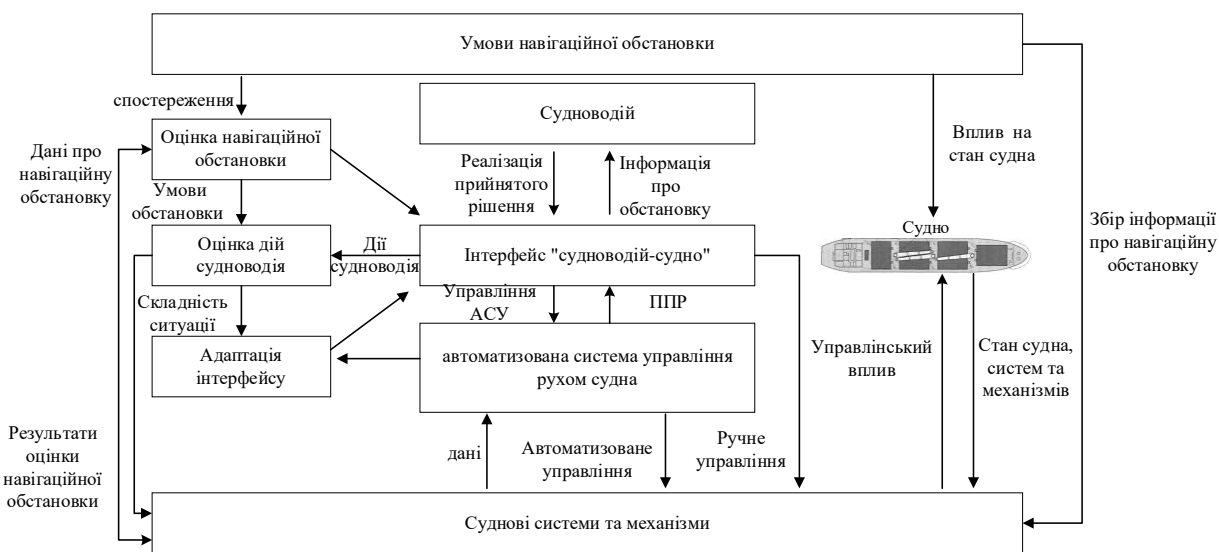 Умови навігаційної обстановки
спостереження
Судноводій
Оцінка навігаційної
обстановки
Дані про
навігаційну
обстановку
Вплив на
стан судна
Реалізація
прийнятого
рішення
Інформація
про
обстановку
Умови
обстановки
Збір інформації
про навігаційну
обстановку
Судно
Оцінка дій
судноводія
Дії
судноводія
Інтерфейс "судноводій-судно"
Управління
АСУ
ППР
Складність
ситуації
Адаптація
інтерфейсу
автоматизована система управління
рухом судна
Управлінський
вплив
Стан судна,
систем та
механізмів
Результати
оцінки
навігаційної
обстановки
дані
Автоматизоване
управління
Ручне
управління
Суднові системи та механізми